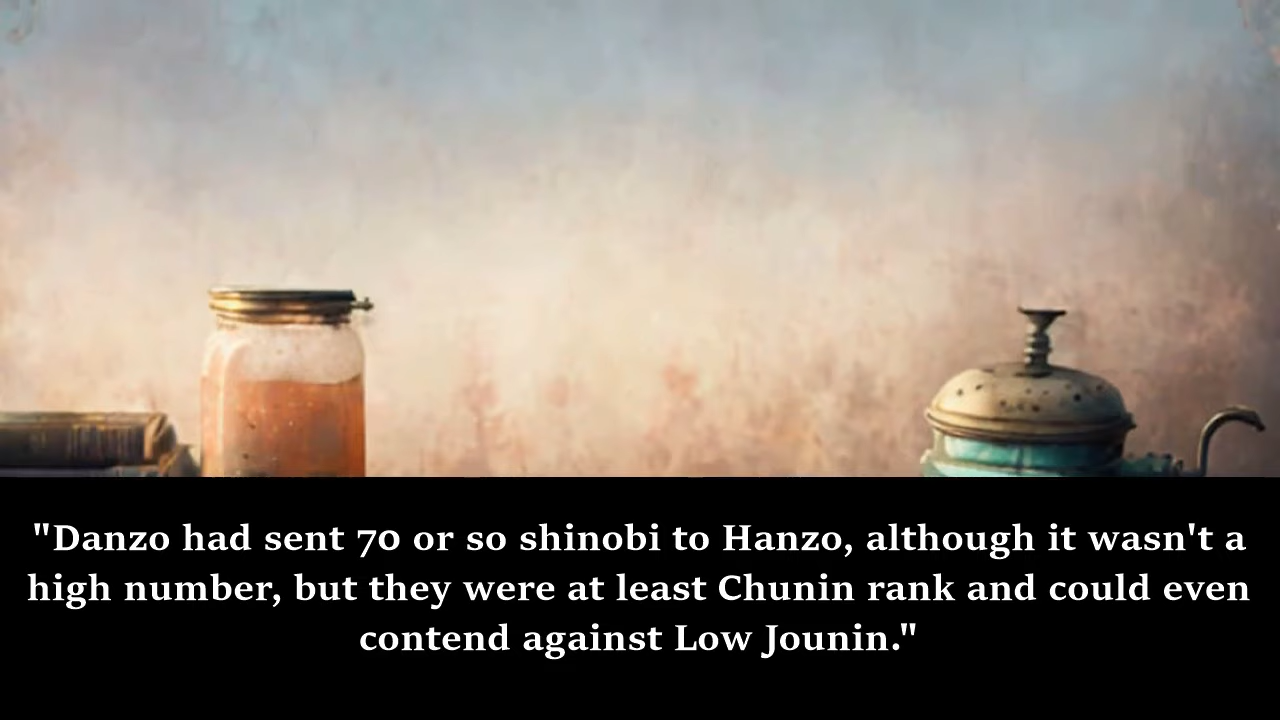 "Danzo had sent 70 or so shinobi to Hanzo, although it wasn't a
high number, but they were at least Chunin rank and could even
contend against Low Jounin."